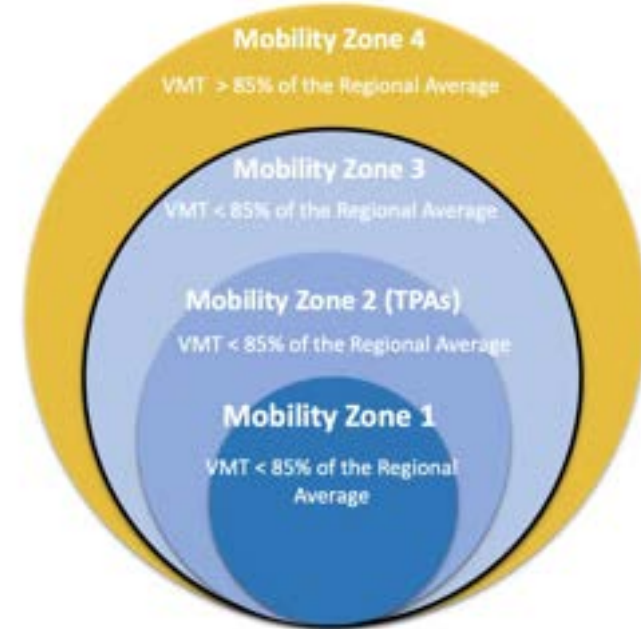 Mobility Zone 4
VMT > 85% of the Regional Average
Mobility Zone 3
VMT < 85% of the Regional Average
Mobility Zone 2 (TPAs)
VMT < 85% of the Regional Average
Mobility Zone 1
VMT < 85% of the Regional
Average